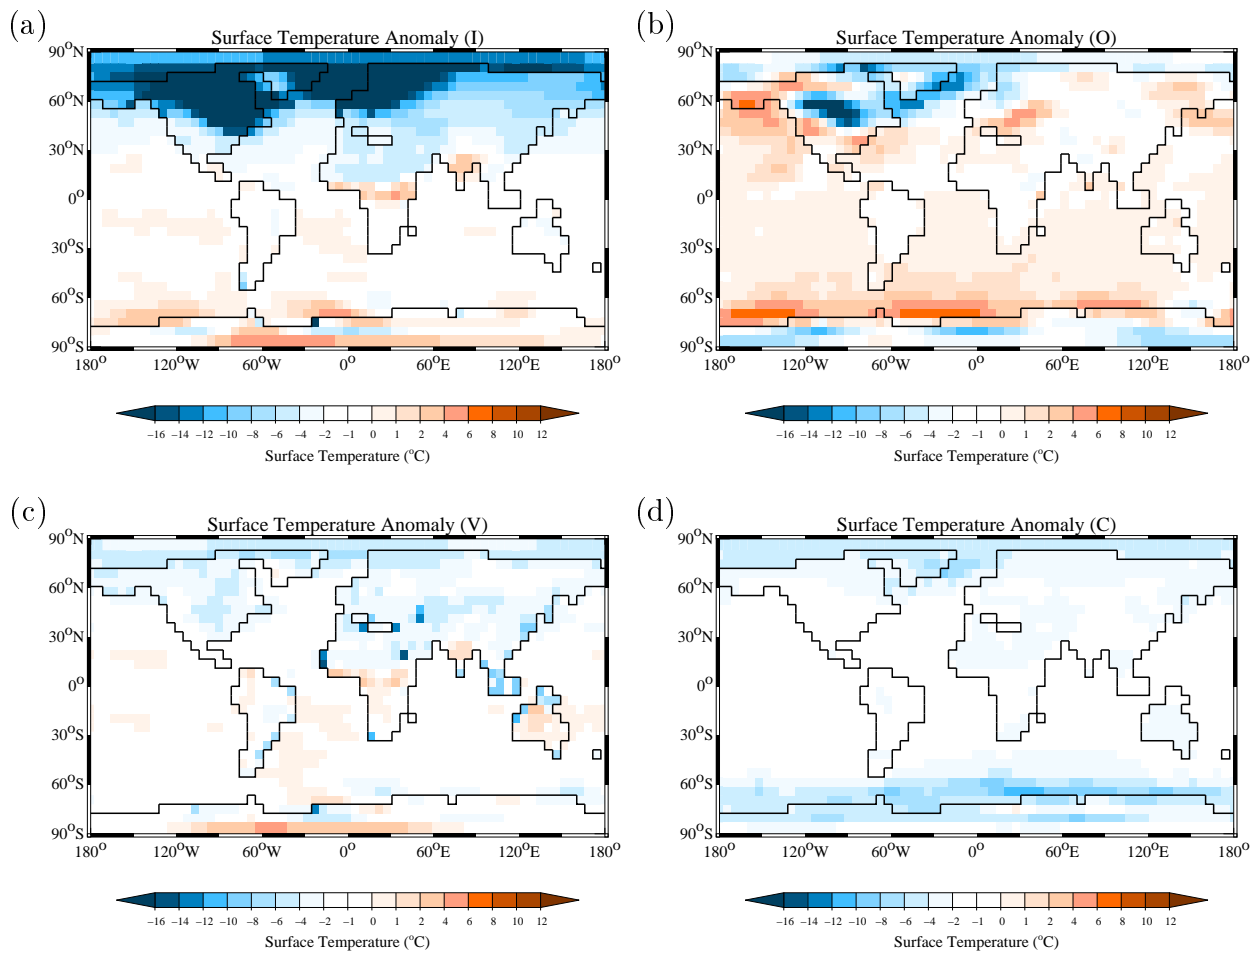 (a)
Surface Temperature Anomaly (I)
90°N
60°N
30°N
0°
30°S
60°S
90°S
180° 120°W 60°W 0° 60°E 120°E 180°
−16 −14 −12 −10 −8 −6 −4 −2 −1 0 1 2 4 6 8 10 12
Surface Temperature (°C)
(b)
Surface Temperature Anomaly (O)
90°N
60°N
30°N
0°
30°S
60°S
90°S
180° 120°W 60°W 0° 60°E 120°E 180°
−16 −14 −12 −10 −8 −6 −4 −2 −1 0 1 2 4 6 8 10 12
Surface Temperature (°C)
(c)
Surface Temperature Anomaly (V)
90°N
60°N
30°N
0°
30°S
60°S
90°S
180° 120°W 60°W 0° 60°E 120°E 180°
−16 −14 −12 −10 −8 −6 −4 −2 −1 0 1 2 4 6 8 10 12
Surface Temperature (°C)
(d)
Surface Temperature Anomaly (C)
90°N
60°N
30°N
0°
30°S
60°S
90°S
180° 120°W 60°W 0° 60°E 120°E 180°
−16 −14 −12 −10 −8 −6 −4 −2 −1 0 1 2 4 6 8 10 12
Surface Temperature (°C)